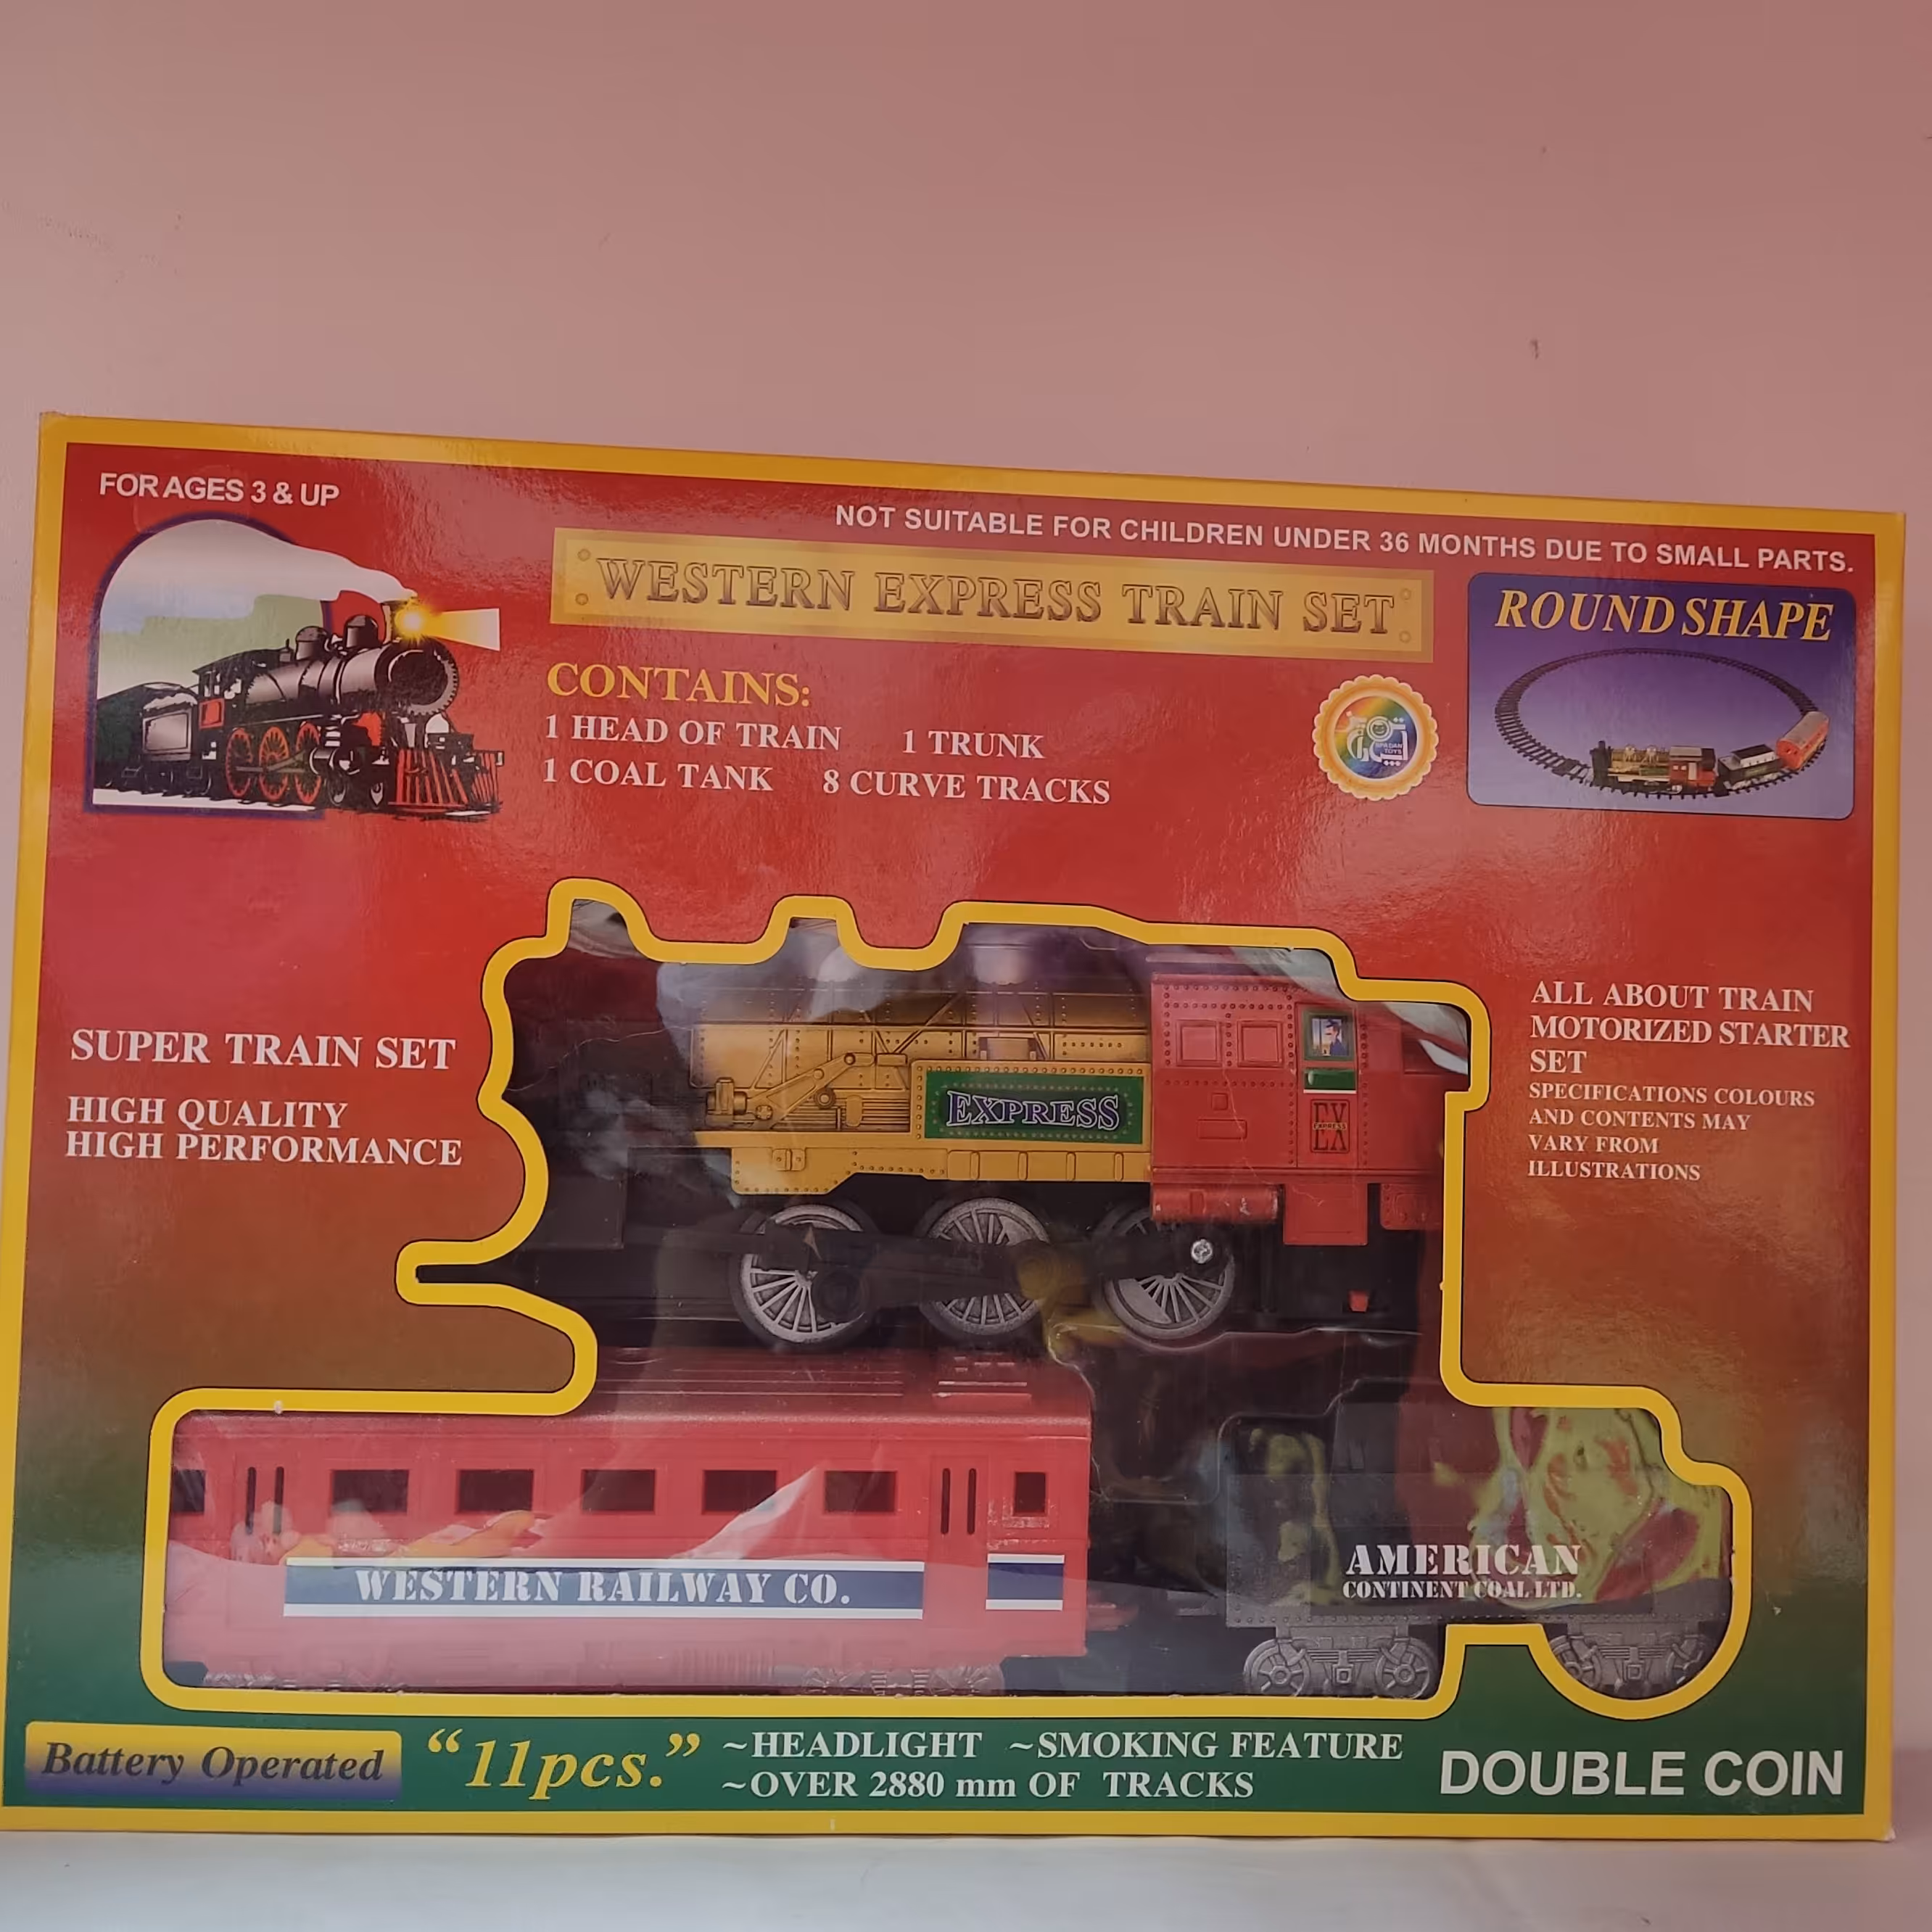 FOR AGES 3 & UP
NOT SUITABLE FOR CHILDREN UNDER 36 MONTHS DUE TO SMALL PARTS.
WESTERN EXPRESS TRAIN SET
ROUND SHAPE
CONTAINS:
1 HEAD OF TRAIN 1 TRUNK
1 COAL TANK 8 CURVE TRACKS
SUPER TRAIN SET
HIGH QUALITY
HIGH PERFORMANCE
ALL ABOUT TRAIN
MOTORIZED STARTER
SET
SPECIFICATIONS COLOURS
AND CONTENTS MAY
VARY FROM
ILLUSTRATIONS
EXPRESS
EX
EXPRESS
EX
WESTERN RAILWAY CO.
AMERICAN
CONTINENT COAL LTD.
Battery Operated
“11pcs.”
~HEADLIGHT ~SMOKING FEATURE
~OVER 2880 mm OF TRACKS
DOUBLE COIN